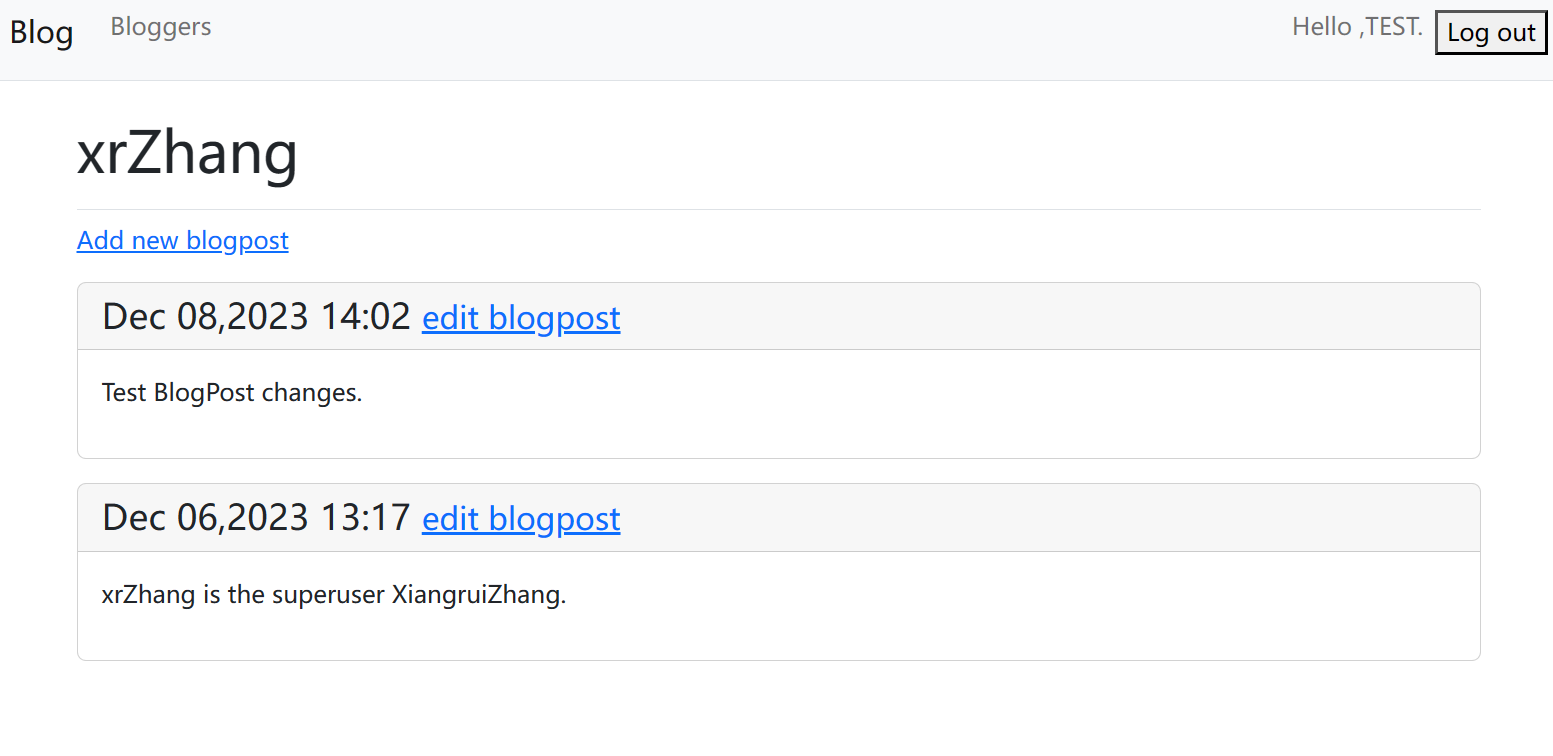 Blog Bloggers Hello ,TEST. Log out
xrZhang
Add new blogpost
Dec 08,2023 14:02 edit blogpost
Test BlogPost changes.
Dec 06,2023 13:17 edit blogpost
xrZhang is the superuser XiangruiZhang.